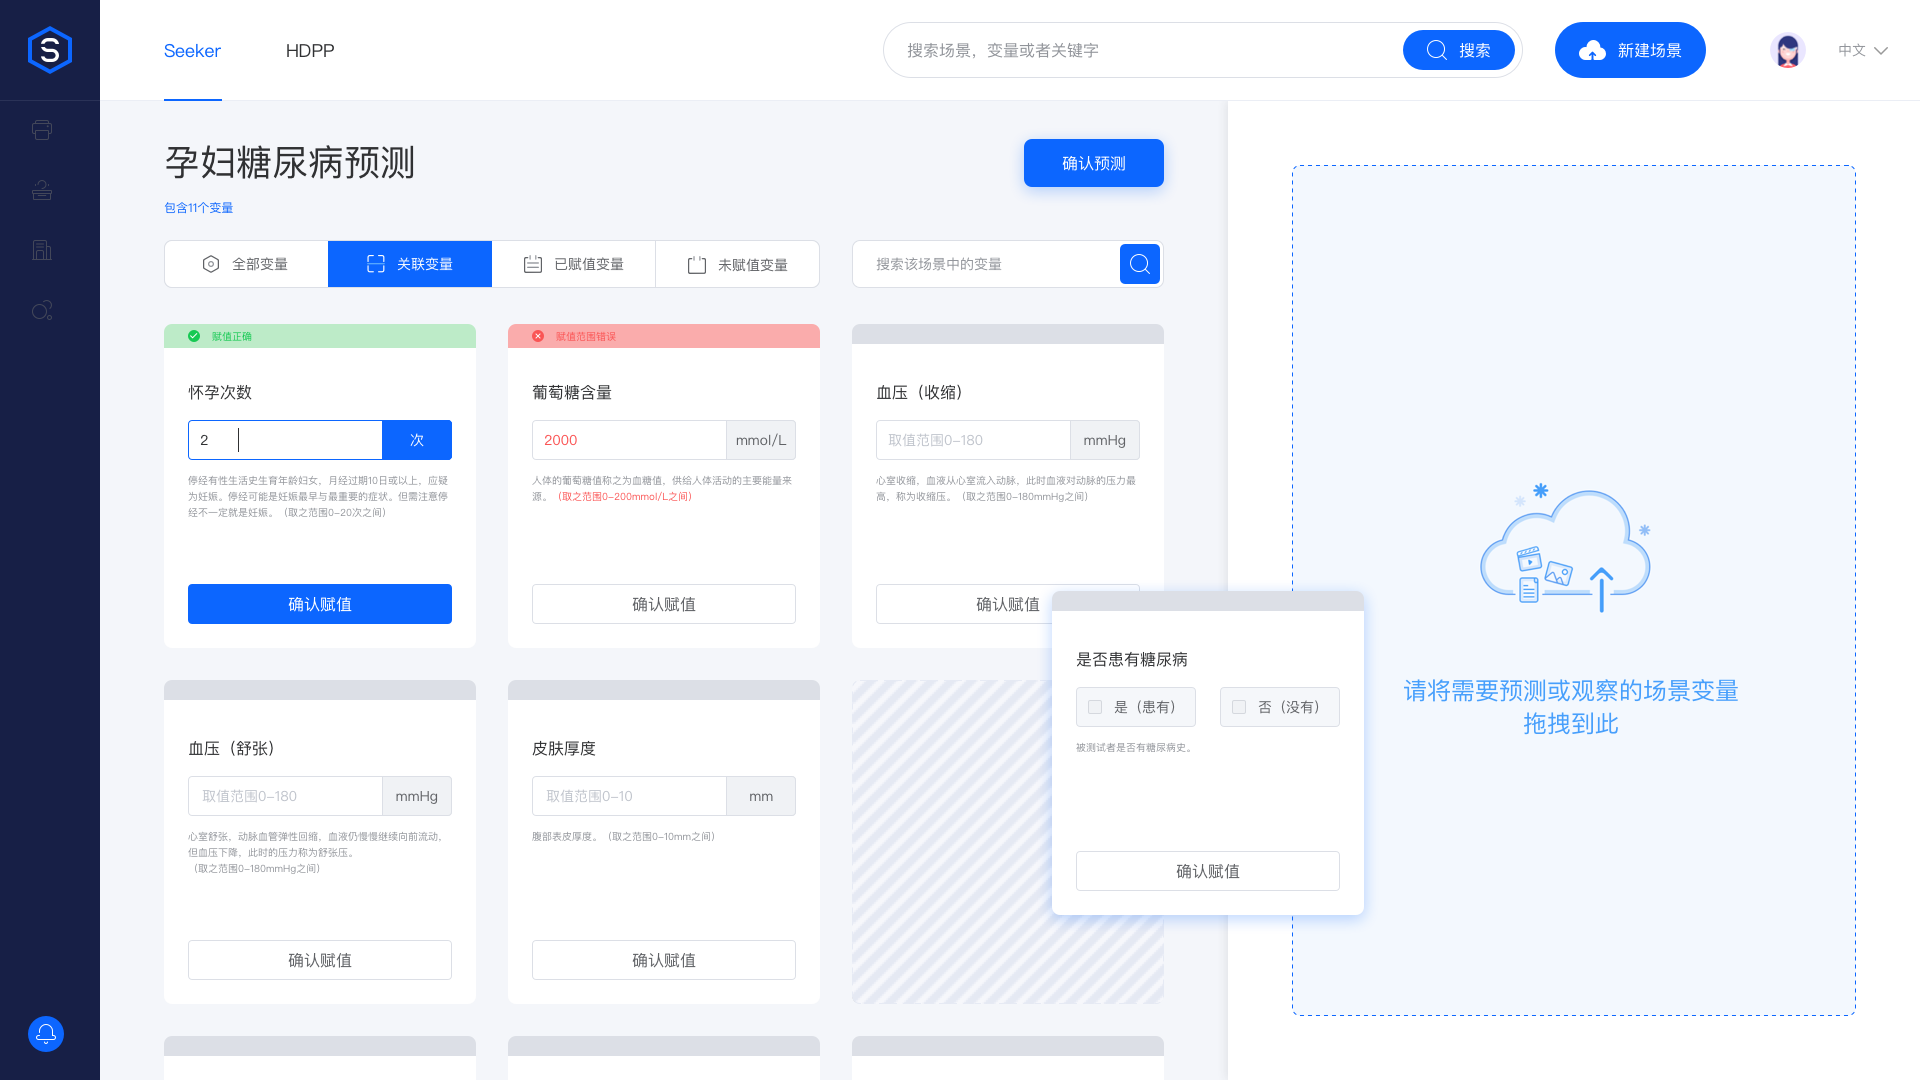 S
Seeker
HDPP
搜索场景，变量或者关键字
搜索
新建场景
中文
孕妇糖尿病预测
确认预测
包含11个变量
全部变量
关联变量
已赋值变量
未赋值变量
搜索该场景中的变量
赋值正确
赋值范围错误
怀孕次数
葡萄糖含量
血压（收缩）
2
次
2000
mmol/L
取值范围0-180
mmHg
停经有性生活史生育年龄妇女，月经过期10日或以上，应疑
为妊娠。停经可能是妊娠最早与最重要的症状。但需注意停
经不一定就是妊娠。（取之范围0-20次之间）
人体的葡萄糖值称之为血糖值，供给人体活动的主要能量来
源。（取之范围0-200mmol/L之间）
心室收缩，血液从心室流入动脉，此时血液对动脉的压力最
高，称为收缩压。（取之范围0-180mmHg之间）
确认赋值
确认赋值
确认赋值
是否患有糖尿病
是（患有）
否（没有）
被测试者是否有糖尿病史。
确认赋值
血压（舒张）
皮肤厚度
取值范围0-180
mmHg
取值范围0-10
mm
心室舒张，动脉血管弹性回缩，血液仍慢慢继续向前流动，
但血压下降，此时的压力称为舒张压。
（取之范围0-180mmHg之间）
腹部表皮厚度。（取之范围0-10mm之间）
确认赋值
确认赋值
请将需要预测或观察的场景变量
拖拽到此